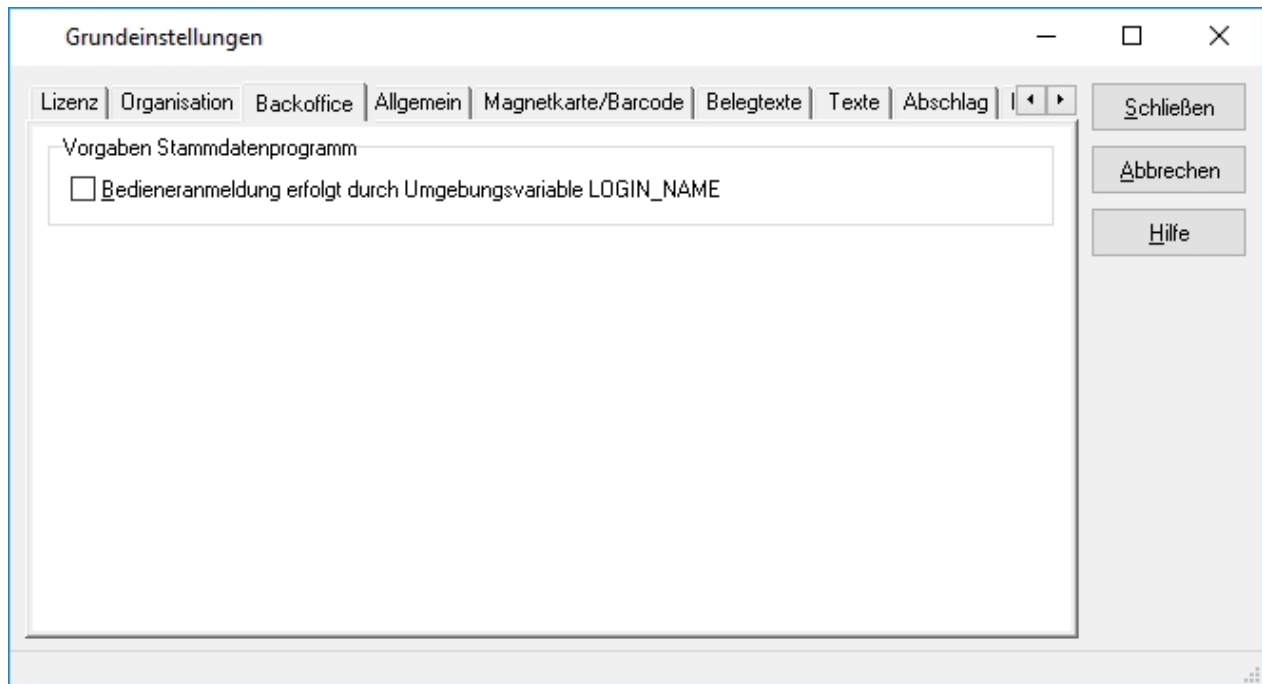 Grundeinstellungen
Lizenz Organisation Backoffice Allgemein Magnetkarte/Barcode Belegtexte Texte Abschlag
Schließen
Vorgaben Stammdatenprogramm
Abbrechen
Bedieneranmeldung erfolgt durch Umgebungsvariable LOGIN_NAME
Hilfe